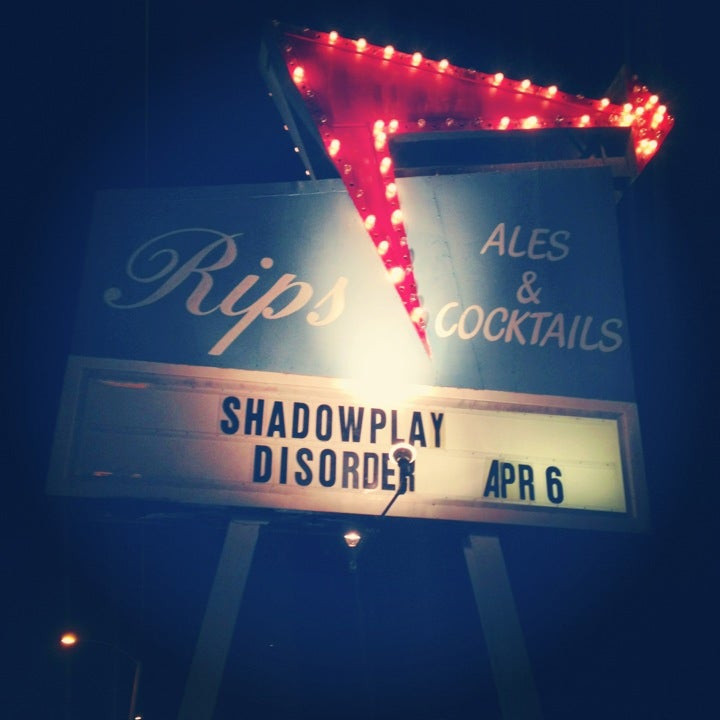 Rips
ALES
&
COCKTAILS
SHADOWPLAY
DISORDER APR 6